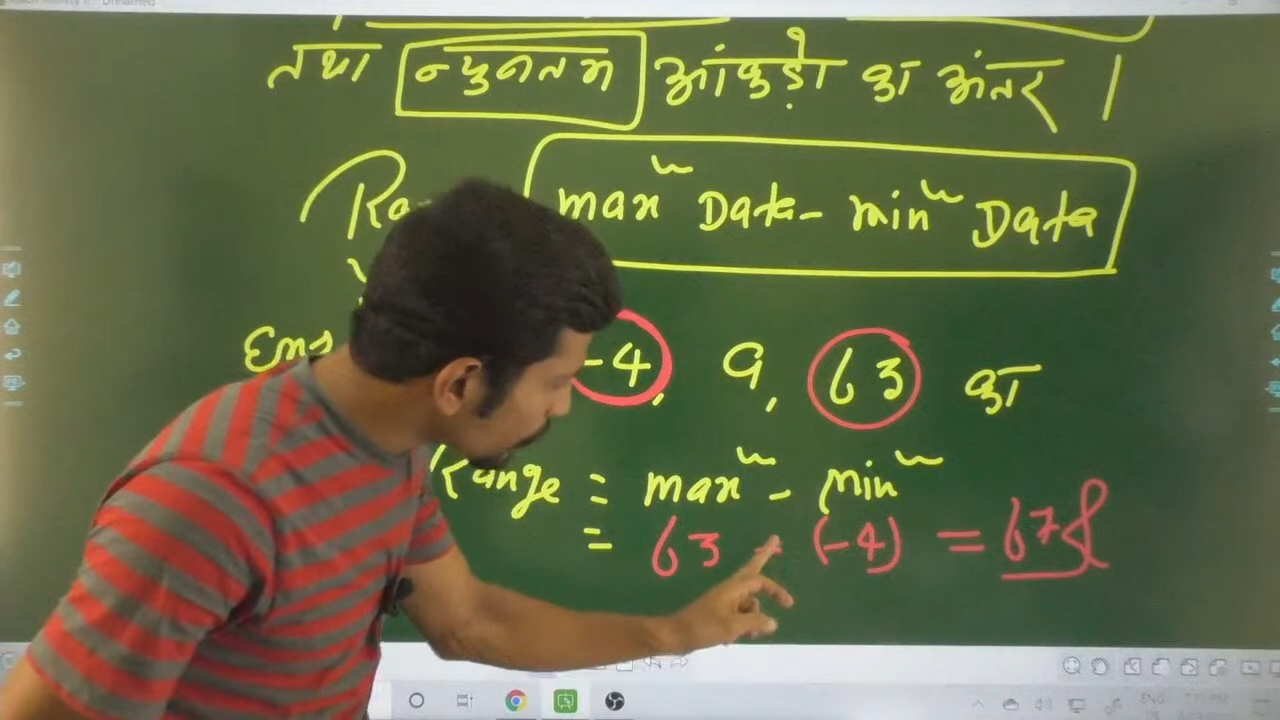 तथा न्युनतम आंकड़ो का अंतर ।
maxᵐ Data - minᵐ Data
-4, 9, 63 का
Range = maxᵐ - minᵐ
= 63 - (-4) = 67